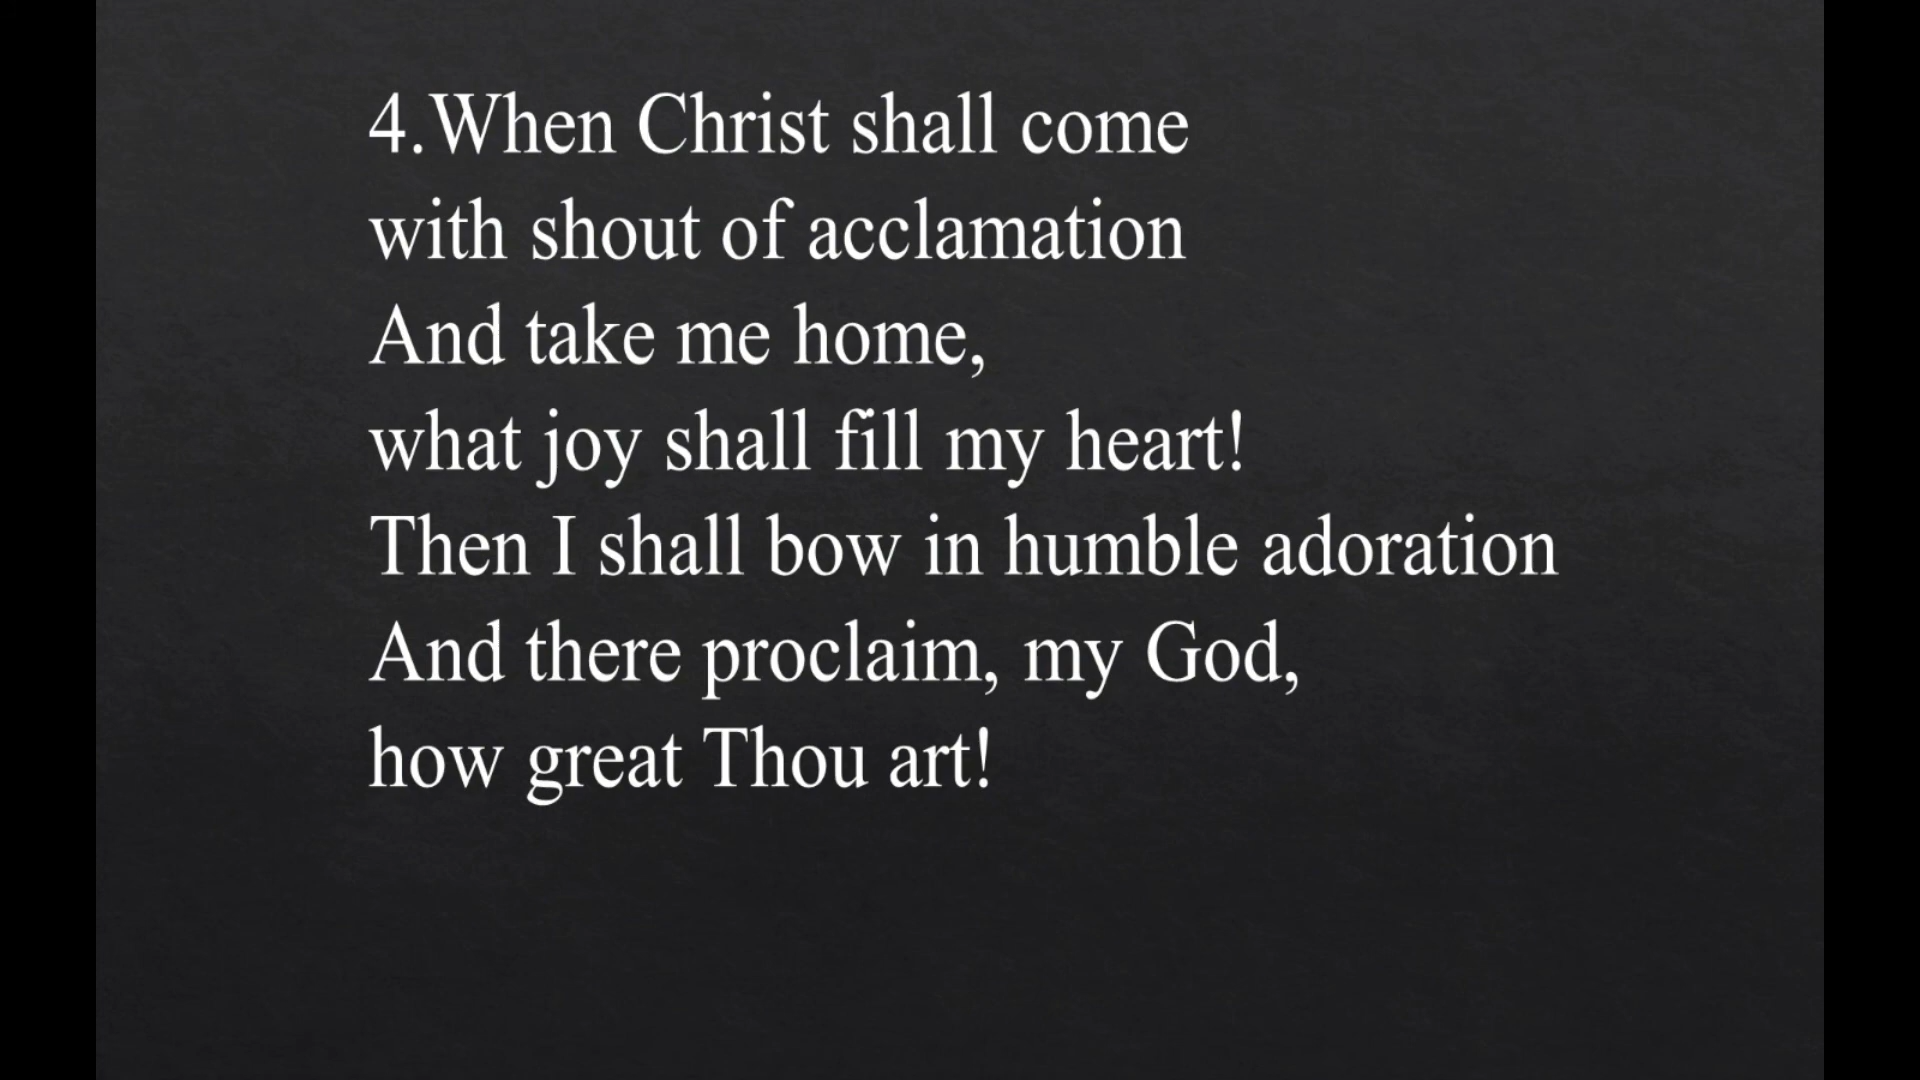 4.When Christ shall come
with shout of acclamation
And take me home,
what joy shall fill my heart!
Then I shall bow in humble adoration
And there proclaim, my God,
how great Thou art!